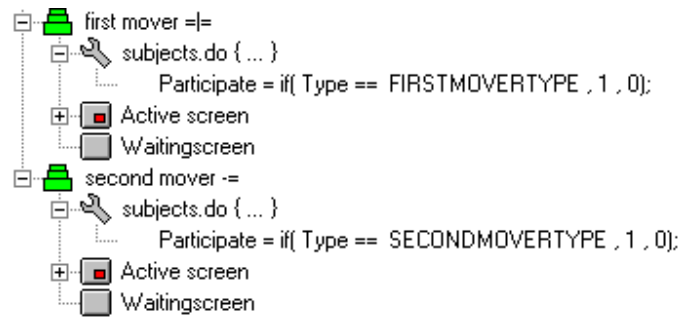 first mover =|=
subjects.do { ... }
Participate = if( Type == FIRSTMOVERTYPE , 1 , 0);
Active screen
Waitingscreen
second mover -=
subjects.do { ... }
Participate = if( Type == SECONDMOVERTYPE , 1 , 0);
Active screen
Waitingscreen